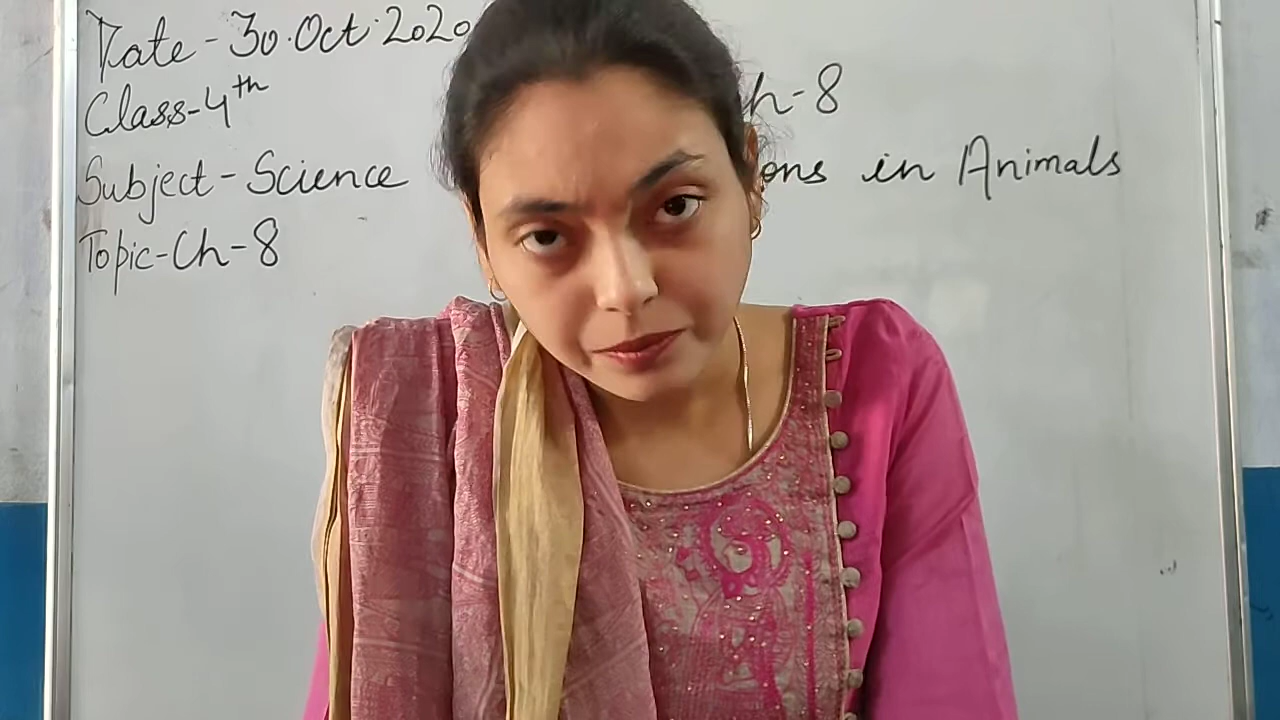 Date-30.Oct.2020
Class-4th
Subject-Science
Topic-Ch-8
h-8
ons in Animals